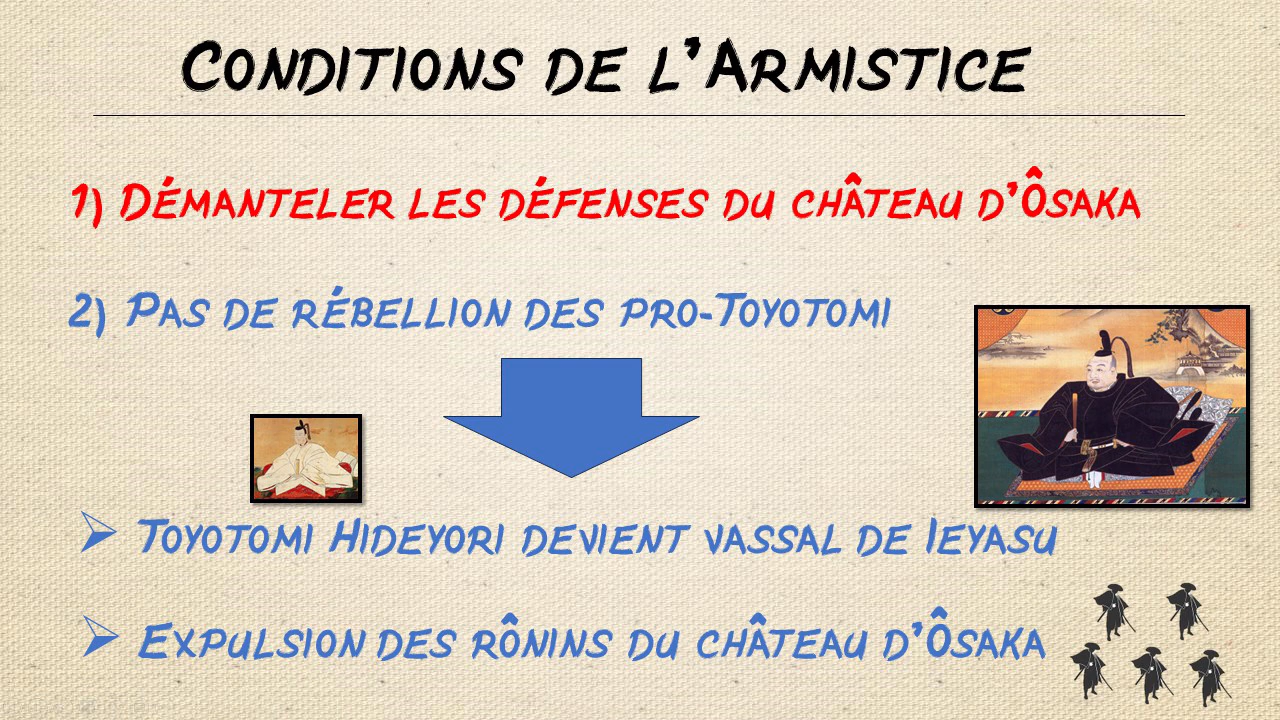 Conditions de l'Armistice
1) Démanteler les défenses du château d'Ôsaka
2) Pas de rébellion des pro-Toyotomi
Toyotomi Hideyori devient vassal de Ieyasu
Expulsion des rônins du château d'Ôsaka